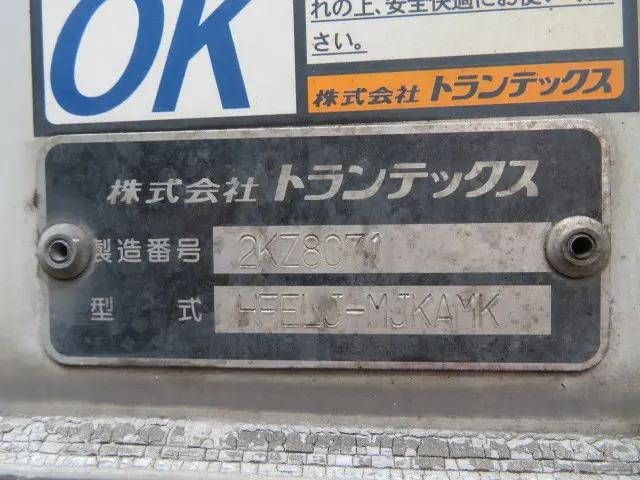 OK
れの上、安全快適にお使い
さい。
株式会社 トランテックス
株式会社 トランテックス
製造番号 2KZ8C71
型式 HFELJ-MJKAMK